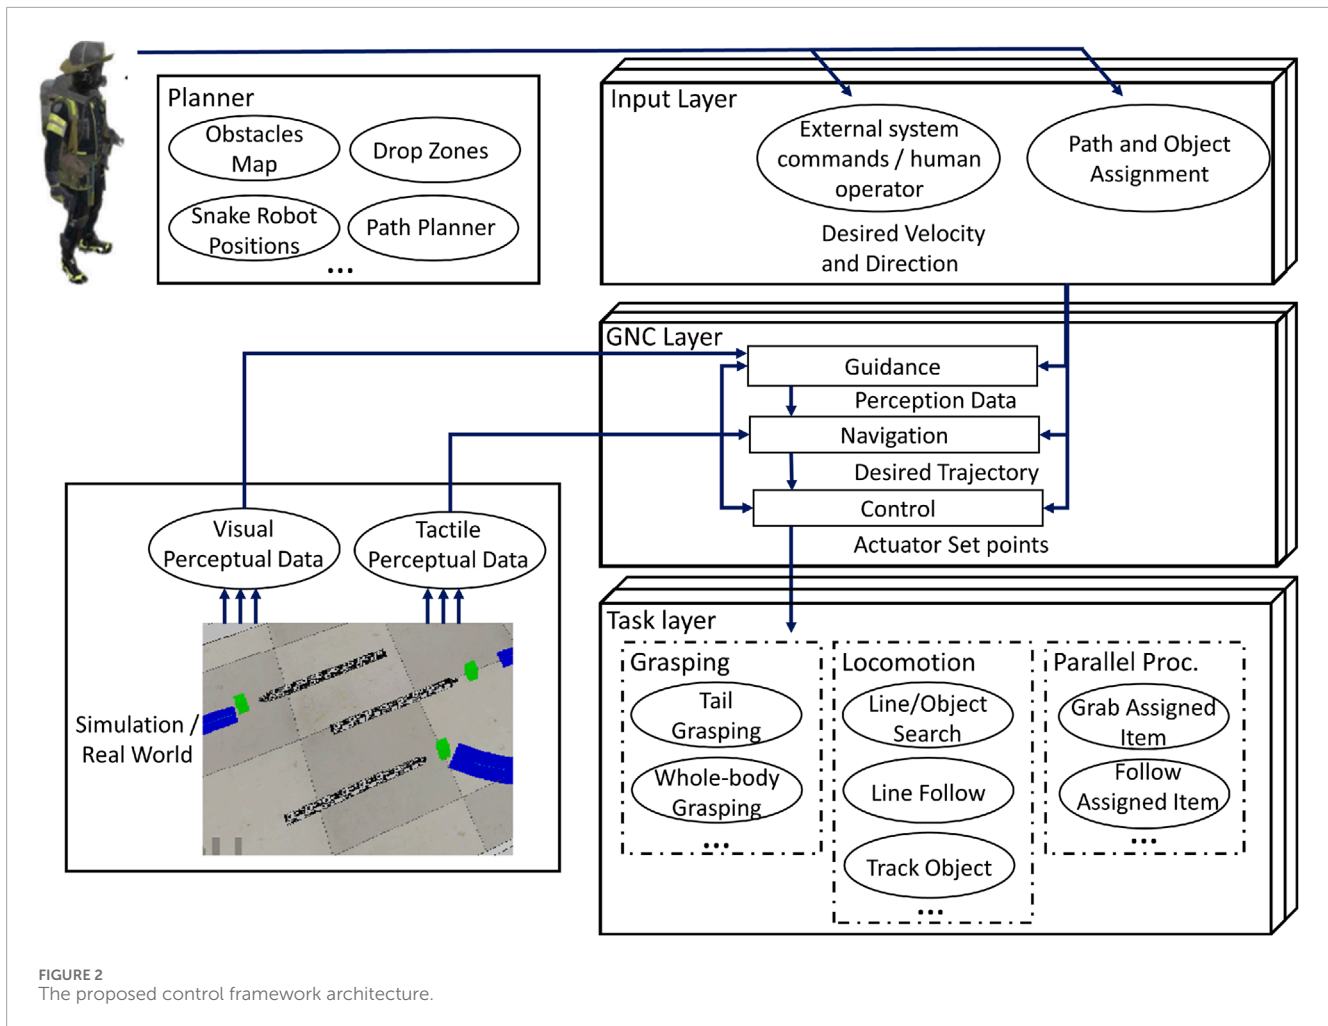 Planner
Obstacles
Map
Drop Zones
Snake Robot
Positions
Path Planner
...
Input Layer
External system
commands / human
operator
Path and Object
Assignment
Desired Velocity
and Direction
GNC Layer
Guidance
Perception Data
Navigation
Desired Trajectory
Control
Actuator Set points
Visual
Perceptual Data
Tactile
Perceptual Data
Simulation /
Real World
Task layer
Grasping
Tail
Grasping
Whole-body
Grasping
...
Locomotion
Line/Object
Search
Line Follow
Track Object
...
Parallel Proc.
Grab Assigned
Item
Follow
Assigned Item
...
FIGURE 2
The proposed control framework architecture.